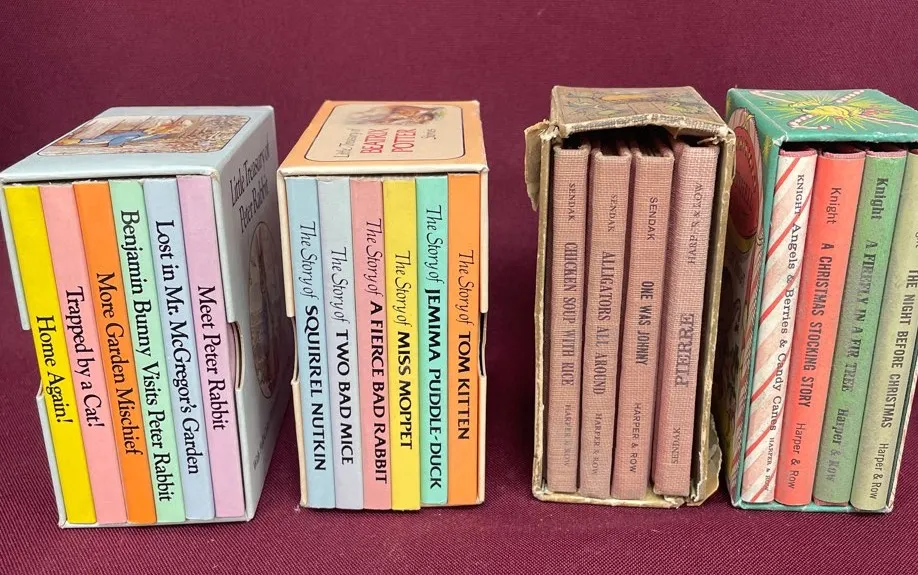 Little Treasury of
Peter Rabbit
Home Again!
Trapped by a Cat!
More Garden Mischief
Benjamin Bunny Visits Peter Rabbit
Lost in Mr. McGregor's Garden
Meet Peter Rabbit
Little Treasury of
BEATRIX
POTTER
The Story of SQUIRREL NUTKIN
The Story of TWO BAD MICE
The Story of A FIERCE BAD RABBIT
The Story of MISS MOPPET
The Story of JEMIMA PUDDLE-DUCK
The Story of TOM KITTEN
SENDAK CHICKEN SOUP WITH RICE HARPER & ROW
SENDAK ALLIGATORS ALL AROUND HARPER & ROW
SENDAK ONE WAS JOHNNY HARPER & ROW
SENDAK PIERRE HARPER & ROW
KNIGHT Angels & Berries & Candy Canes HARPER & ROW
Knight A CHRISTMAS STOCKING STORY Harper & Row
Knight A FIREFLY IN A FIR TREE Harper & Row
THE NIGHT BEFORE CHRISTMAS Harper & Row